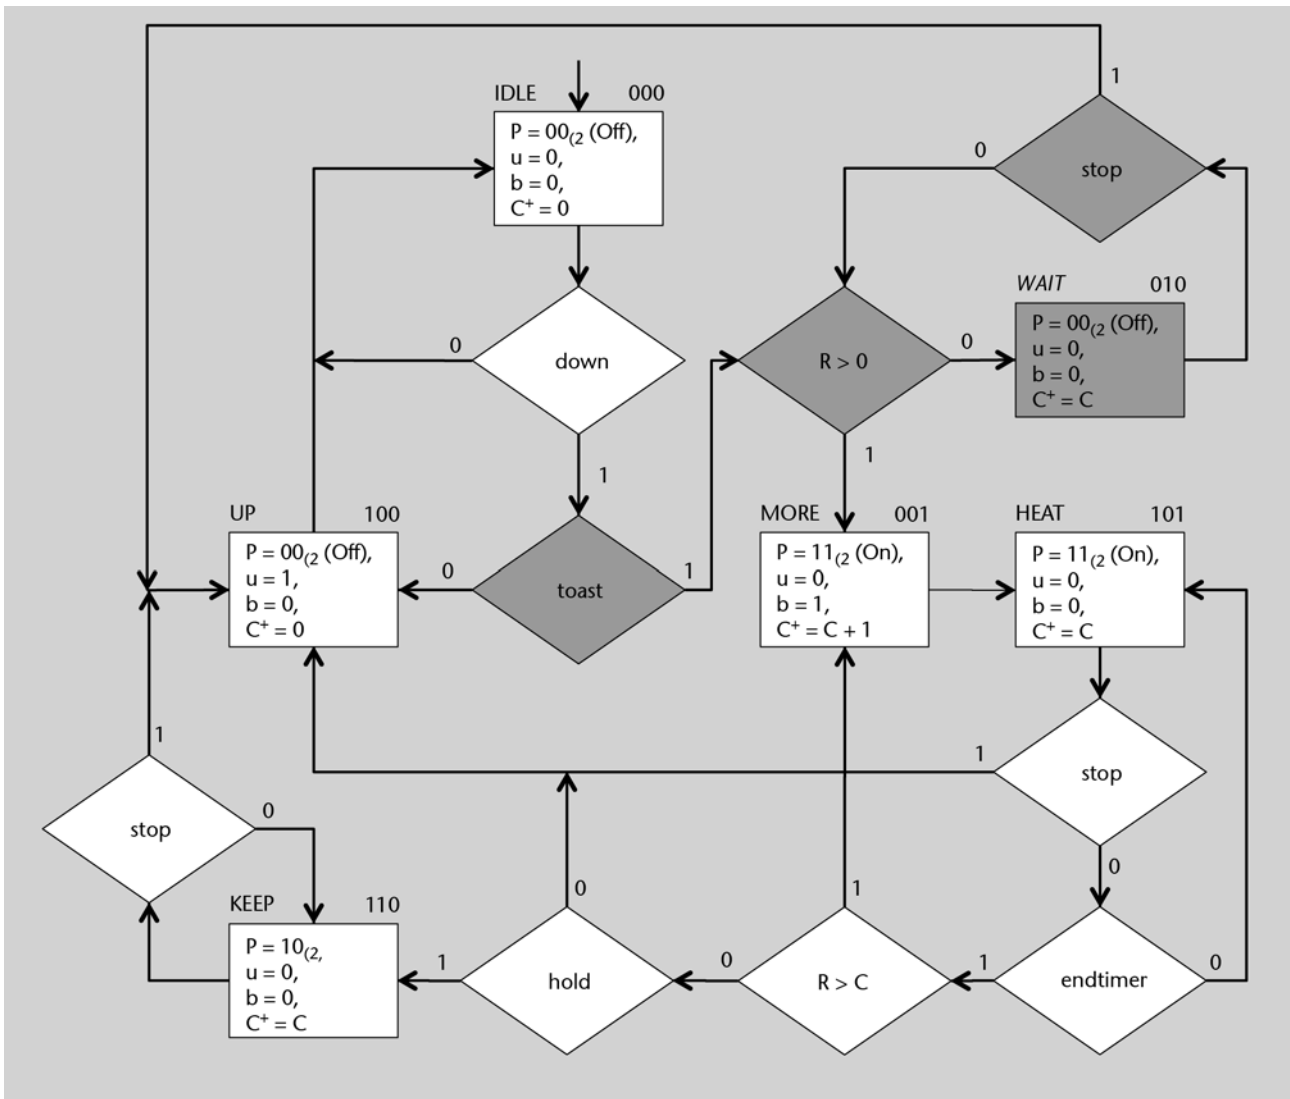 1
IDLE 000
P = 00(2 (Off),
u = 0,
b = 0,
C+ = 0
0
stop
WAIT 010
P = 00(2 (Off),
u = 0,
b = 0,
C+ = C
0
down
R > 0
0
1
1
UP 100
P = 00(2 (Off),
u = 1,
b = 0,
C+ = 0
0
toast
1
MORE 001
P = 11(2 (On),
u = 0,
b = 1,
C+ = C + 1
HEAT 101
P = 11(2 (On),
u = 0,
b = 0,
C+ = C
1
stop
0
1
stop
0
KEEP 110
P = 10(2,
u = 0,
b = 0,
C+ = C
1
hold
0
0
R > C
1
1
endtimer
0